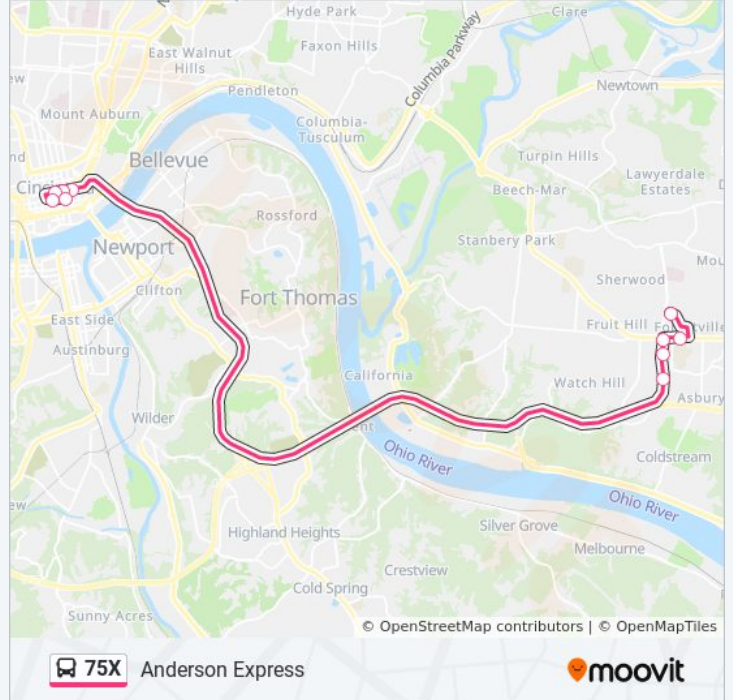 Hyde Park
Clare
East Walnut
Hills
Faxon Hills
Columbia Parkway
Pendleton
Newtown
Mount Auburn
Columbia-
Tusculum
Bellevue
Turpin Hills
Lawyerdale
Estates
Beech-Mar
Rossford
Newport
Stanbery Park
Sherwood
Clifton
Fort Thomas
East Side
Fruit Hill
Austinburg
California
Watch Hill
Asbury
Wilder
Ohio River
Coldstream
Ohio River
Highland Heights
Silver Grove
Melbourne
Crestview
Cold Spring
Sunny Acres
© OpenStreetMap contributors | © OpenMapTiles
75X Anderson Express
moovit